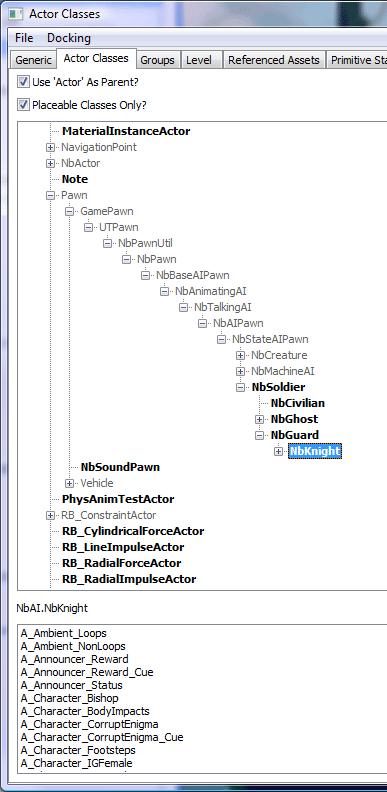 Actor Classes
File Docking
Generic Actor Classes Groups Level Referenced Assets Primitive Sta
Use 'Actor' As Parent?
Placeable Classes Only?
MaterialInstanceActor
NavigationPoint
NbActor
Note
Pawn
GamePawn
UTPawn
NbPawnUtil
NbPawn
NbBaseAIPawn
NbAnimatingAI
NbTalkingAI
NbAIPawn
NbStateAIPawn
NbCreature
NbMachineAI
NbSoldier
NbCivilian
NbGhost
NbGuard
NbKnight
NbSoundPawn
Vehicle
PhysAnimTestActor
RB_ConstraintActor
RB_CylindricalForceActor
RB_LineImpulseActor
RB_RadialForceActor
RB_RadialImpulseActor
NbAI.NbKnight
A_Ambient_Loops
A_Ambient_NonLoops
A_Announcer_Reward
A_Announcer_Reward_Cue
A_Announcer_Status
A_Character_Bishop
A_Character_BodyImpacts
A_Character_CorruptEnigma
A_Character_CorruptEnigma_Cue
A_Character_Footsteps
A_Character_IGFemale